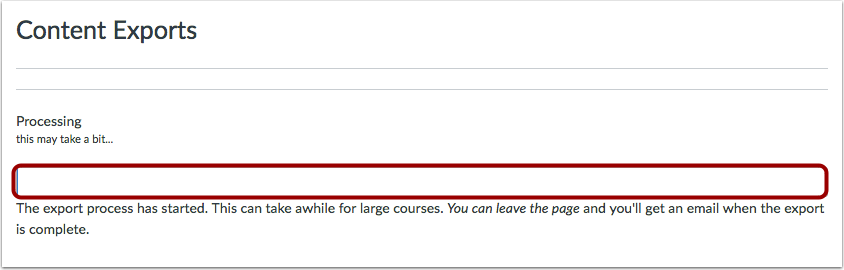 Content Exports
Processing
this may take a bit...
The export process has started. This can take awhile for large courses. You can leave the page and you'll get an email when the export
is complete.